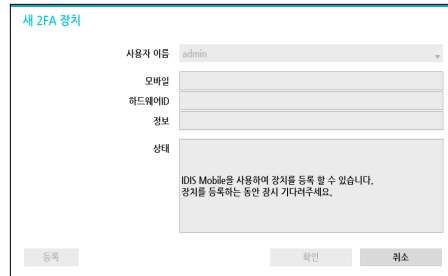 새 2FA 장치
사용자 이름 admin
모바일
하드웨어ID
정보
상태
IDIS Mobile을 사용하여 장치를 등록 할 수 있습니다.
장치를 등록하는 동안 잠시 기다려주세요.
등록 확인 취소